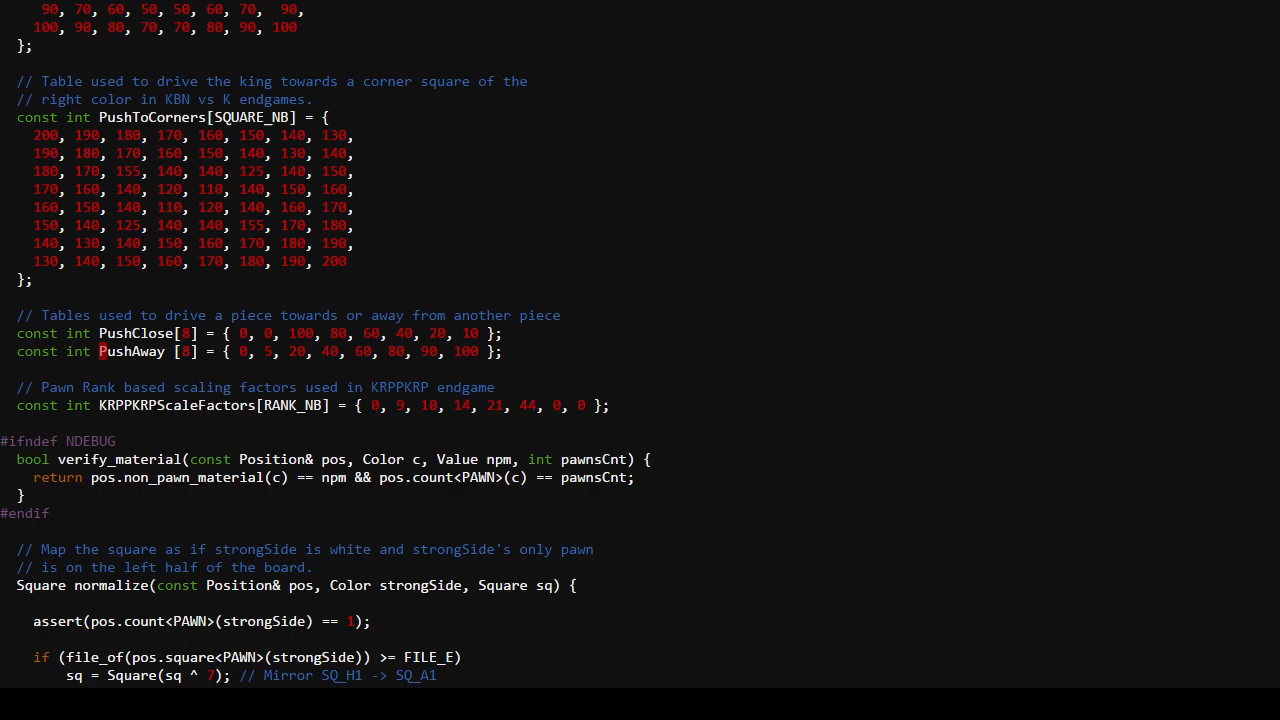 90, 70, 60, 50, 50, 60, 70,  90,
100, 90, 80, 70, 70, 80, 90, 100
};
// Table used to drive the king towards a corner square of the
// right color in KBN vs K endgames.
const int PushToCorners[SQUARE_NB] = {
200, 190, 180, 170, 160, 150, 140, 130,
190, 180, 170, 160, 150, 140, 130, 140,
180, 170, 155, 140, 140, 125, 140, 150,
170, 160, 140, 120, 110, 140, 150, 160,
160, 150, 140, 110, 120, 140, 160, 170,
150, 140, 125, 140, 140, 155, 170, 180,
140, 130, 140, 150, 160, 170, 180, 190,
130, 140, 150, 160, 170, 180, 190, 200
};
// Tables used to drive a piece towards or away from another piece
const int PushClose[8] = { 0, 0, 100, 80, 60, 40, 20, 10 };
const int PushAway [8] = { 0, 5, 20, 40, 60, 80, 90, 100 };
// Pawn Rank based scaling factors used in KRPPKRP endgame
const int KRPPKRPScaleFactors[RANK_NB] = { 0, 9, 10, 14, 21, 44, 0, 0 };
#ifndef NDEBUG
bool verify_material(const Position& pos, Color c, Value npm, int pawnsCnt) {
return pos.non_pawn_material(c) == npm && pos.count<PAWN>(c) == pawnsCnt;
}
#endif
// Map the square as if strongSide is white and strongSide's only pawn
// is on the left half of the board.
Square normalize(const Position& pos, Color strongSide, Square sq) {
assert(pos.count<PAWN>(strongSide) == 1);
if (file_of(pos.square<PAWN>(strongSide)) >= FILE_E)
sq = Square(sq ^ 7); // Mirror SQ_H1 -> SQ_A1